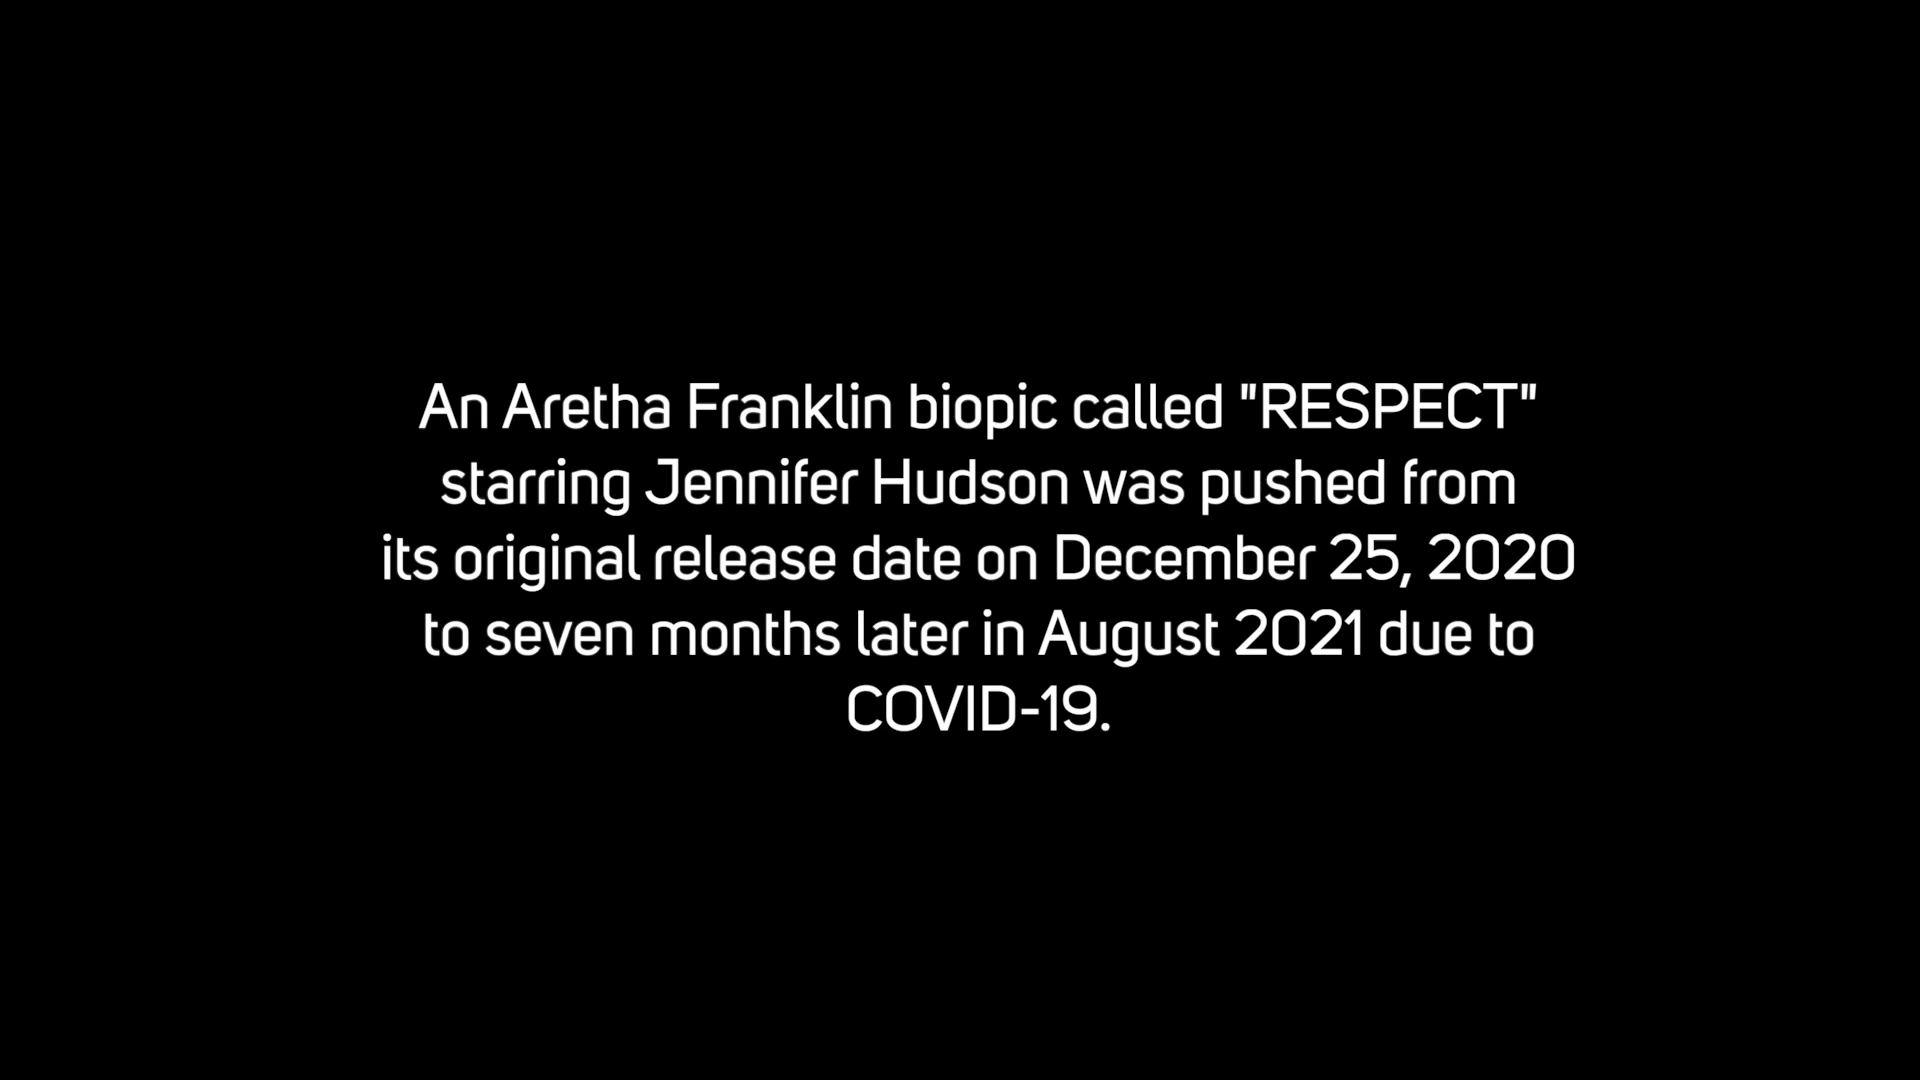 An Aretha Franklin biopic called "RESPECT"
starring Jennifer Hudson was pushed from
its original release date on December 25, 2020
to seven months later in August 2021 due to
COVID-19.